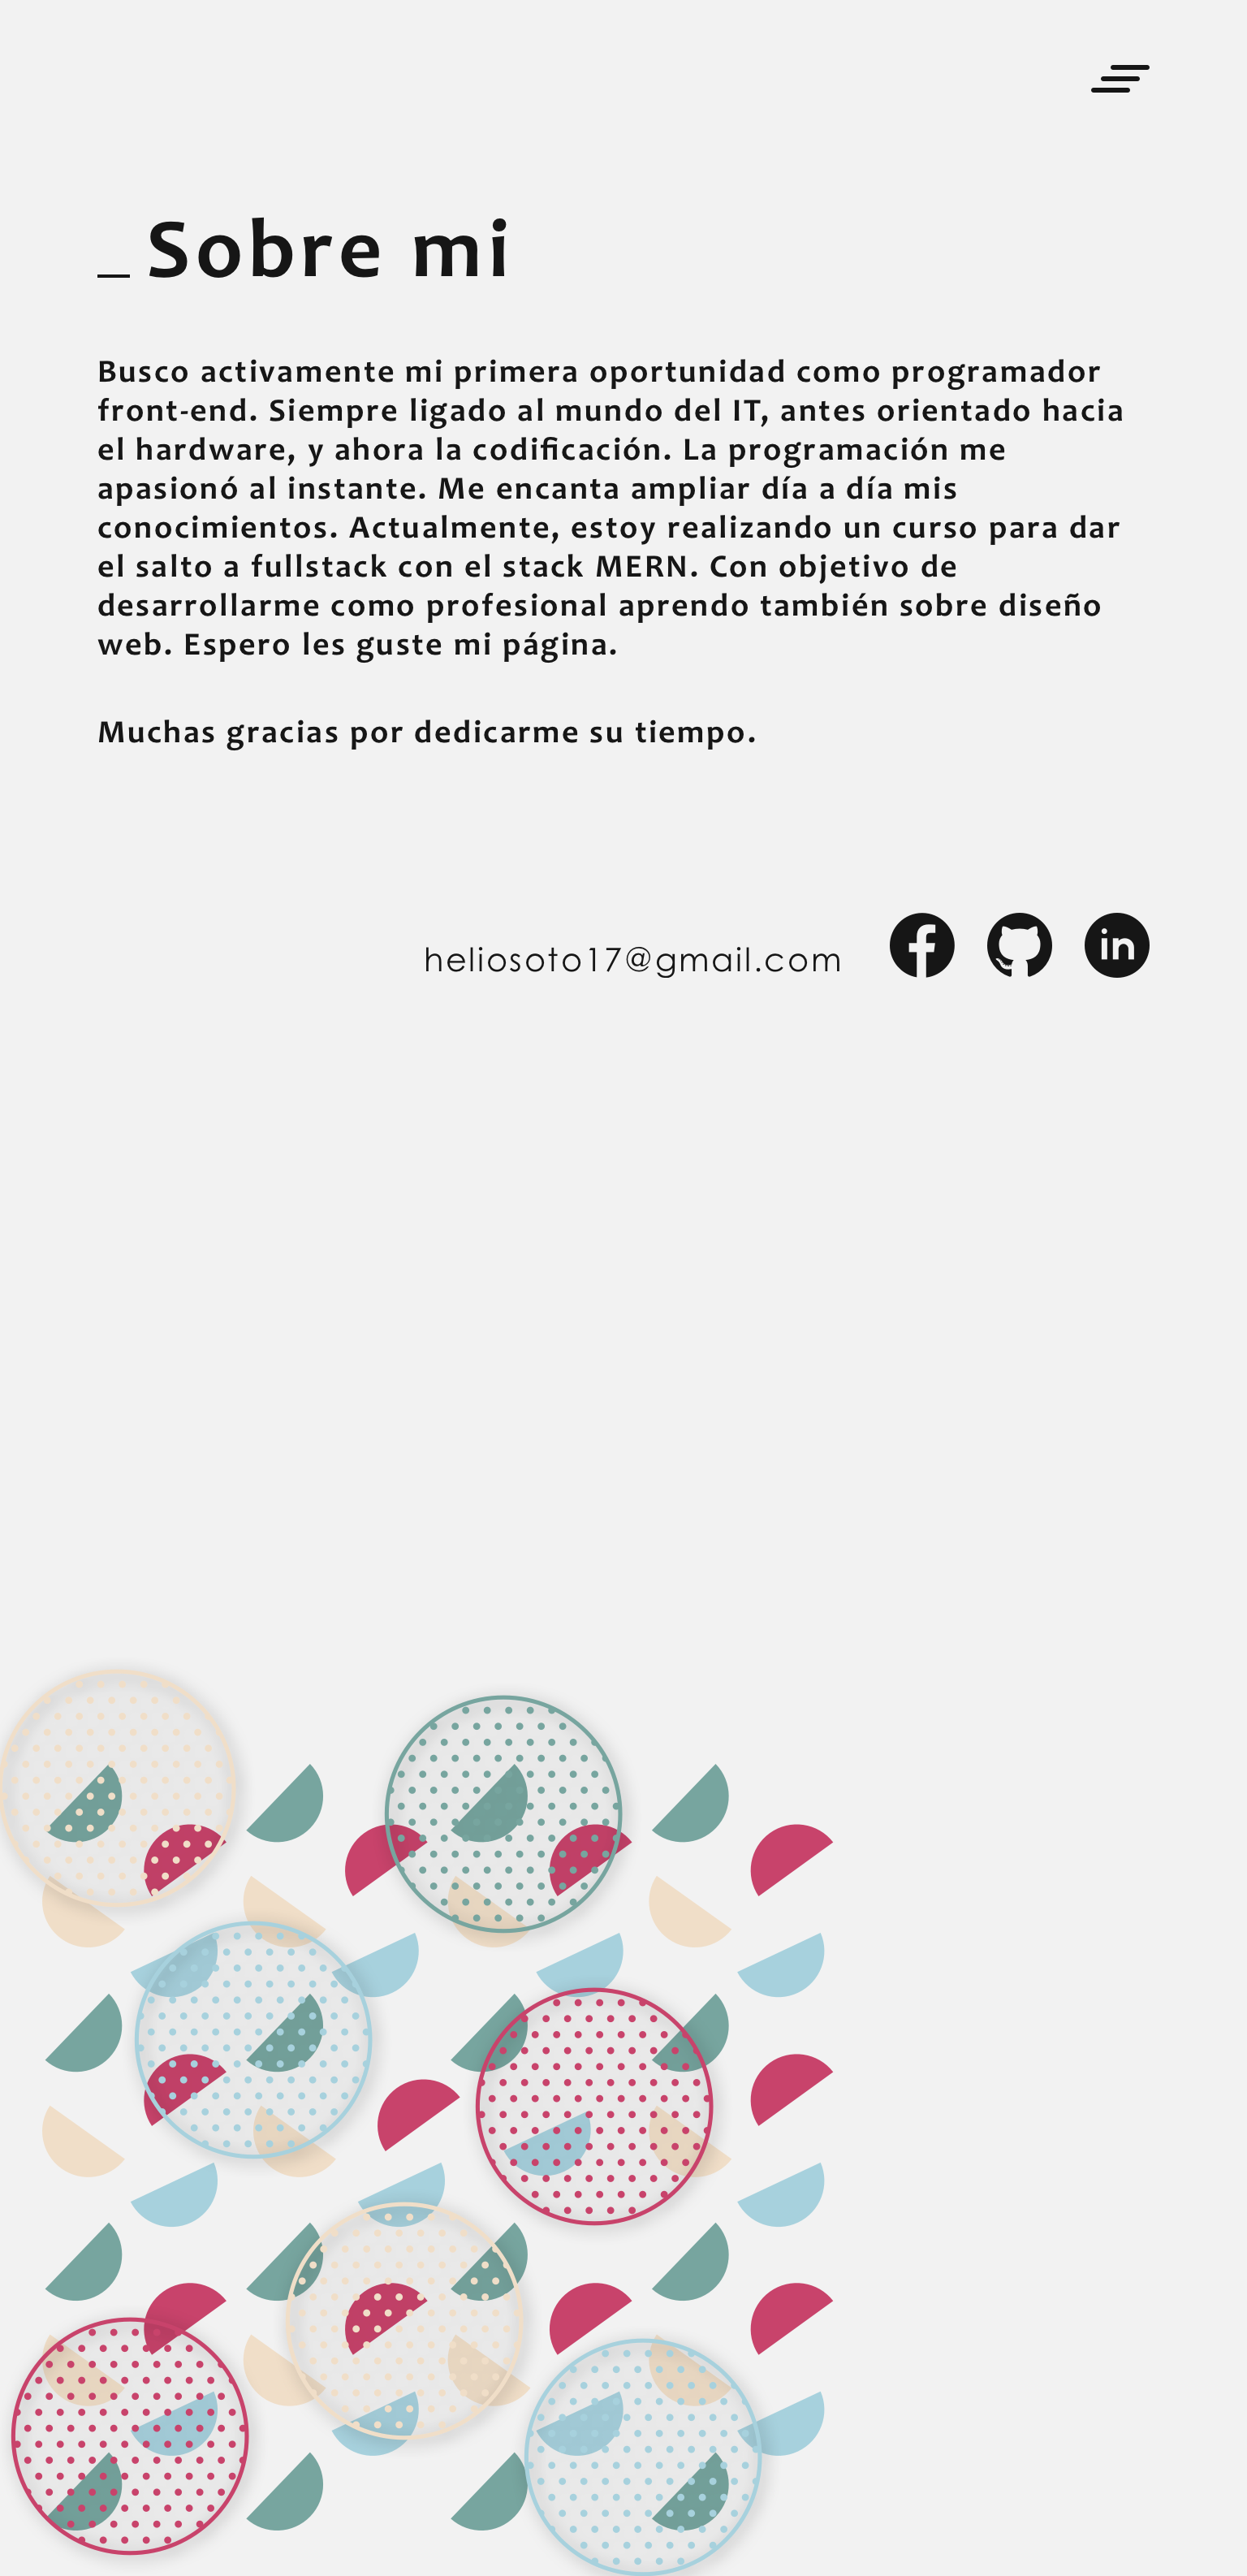 _ Sobre mi
Busco activamente mi primera oportunidad como programador
front-end. Siempre ligado al mundo del IT, antes orientado hacia
el hardware, y ahora la codificación. La programación me
apasionó al instante. Me encanta ampliar día a día mis
conocimientos. Actualmente, estoy realizando un curso para dar
el salto a fullstack con el stack MERN. Con objetivo de
desarrollarme como profesional aprendo también sobre diseño
web. Espero les guste mi página.
Muchas gracias por dedicarme su tiempo.
heliosoto17@gmail.com